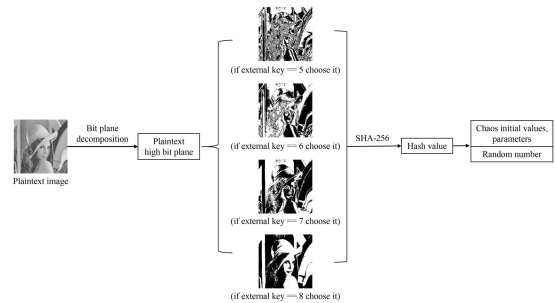 (if external key == 5 choose it)
Bit plane
decomposition
Plaintext
high bit plane
Plaintext image
(if external key == 6 choose it)
SHA-256
Hash value
Chaos initial values,
parameters
Random number
(if external key == 7 choose it)
(if external key == 8 choose it)